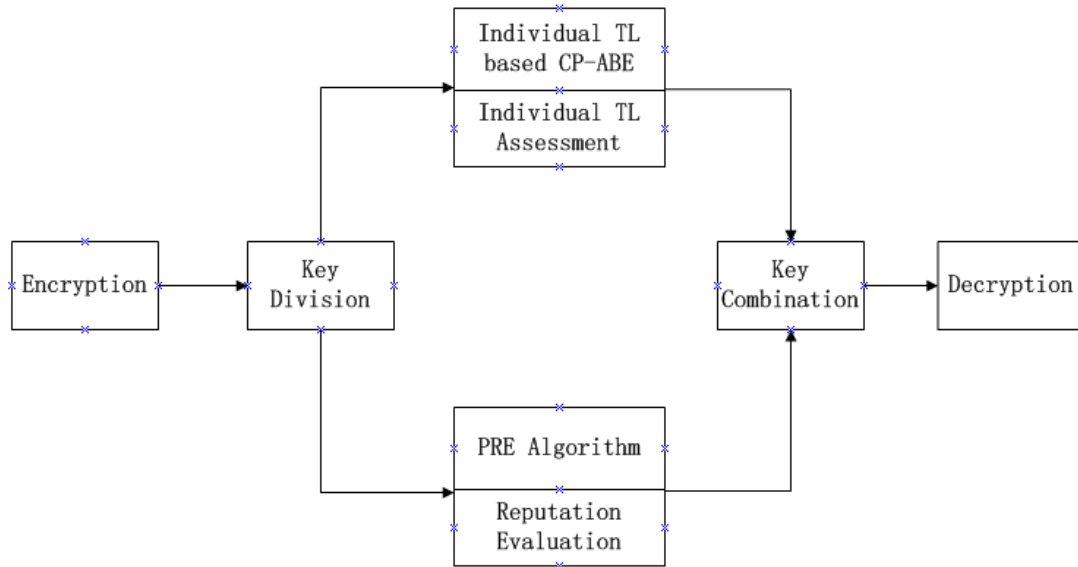 Individual TL
based CP-ABE
Individual TL
Assessment
Encryption
Key
Division
Key
Combination
Decryption
PRE Algorithm
Reputation
Evaluation